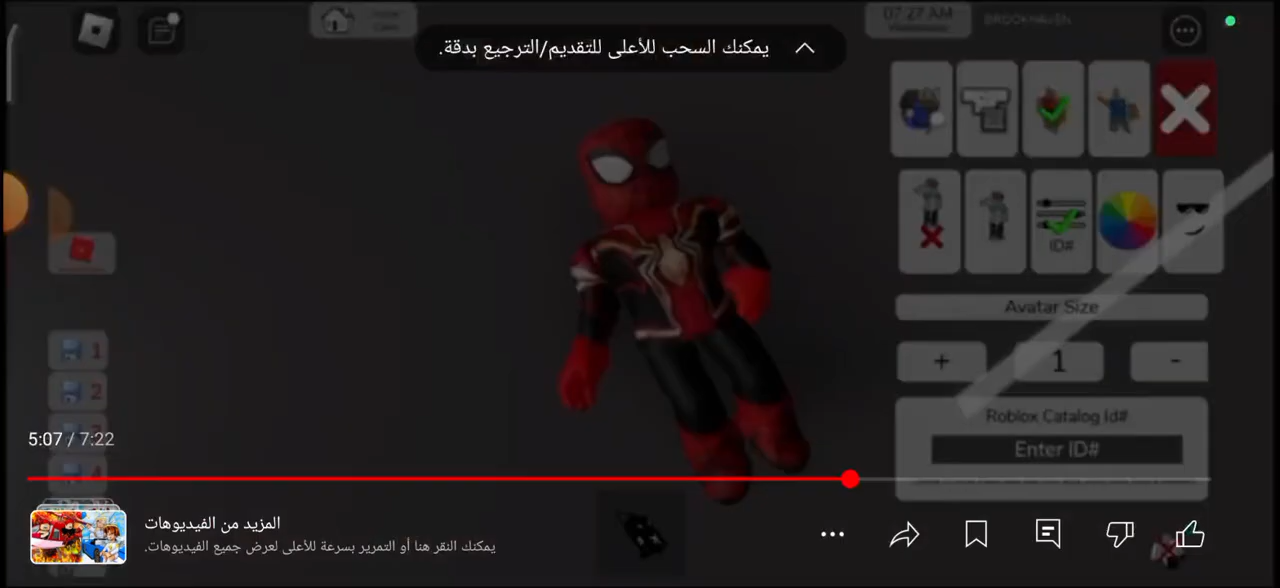 07:27 AM
BROOKHAVEN
يمكنك السحب للأعلى للتقديم/الترجيع بدقة.
ID#
Avatar Size
+ 1 -
Roblox Catalog Id#
Enter ID#
1
2
4
5:07 / 7:22
المزيد من الفيديوهات
يمكنك النقر هنا أو التمرير بسرعة للأعلى لعرض جميع الفيديوهات.